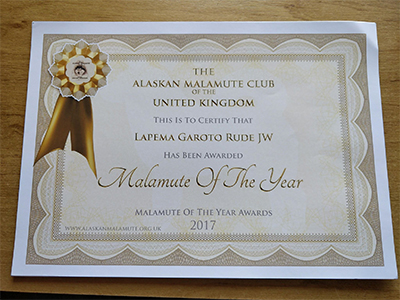 THE
ALASKAN MALAMUTE CLUB
OF THE
UNITED KINGDOM
THIS IS TO CERTIFY THAT
LAPEMA GAROTO RUDE JW
HAS BEEN AWARDED
Malamute Of The Year
MALAMUTE OF THE YEAR AWARDS
2017
WWW.ALASKANMALAMUTE.ORG.UK